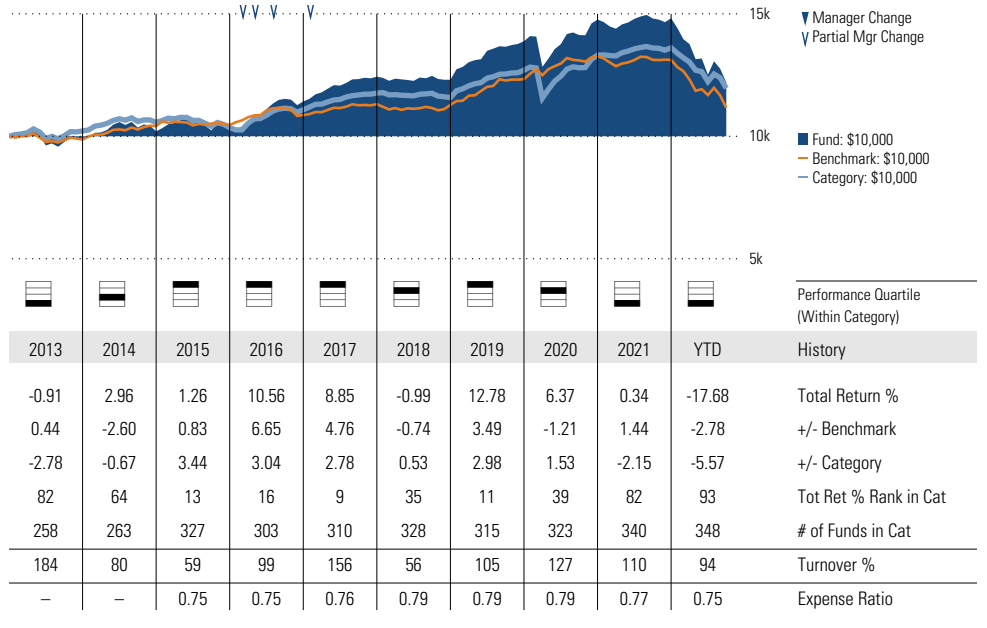 15k
Manager Change
Partial Mgr Change
10k
Fund: $10,000
Benchmark: $10,000
Category: $10,000
5k
Performance Quartile
(Within Category)
2013 2014 2015 2016 2017 2018 2019 2020 2021 YTD History
-0.91 2.96 1.26 10.56 8.85 -0.99 12.78 6.37 0.34 -17.68 Total Return %
0.44 -2.60 0.83 6.65 4.76 -0.74 3.49 -1.21 1.44 -2.78 +/- Benchmark
-2.78 -0.67 3.44 3.04 2.78 0.53 2.98 1.53 -2.15 -5.57 +/- Category
82 64 13 16 9 35 11 39 82 93 Tot Ret % Rank in Cat
258 263 327 303 310 328 315 323 340 348 # of Funds in Cat
184 80 59 99 156 56 105 127 110 94 Turnover %
– – 0.75 0.75 0.76 0.79 0.79 0.79 0.77 0.75 Expense Ratio